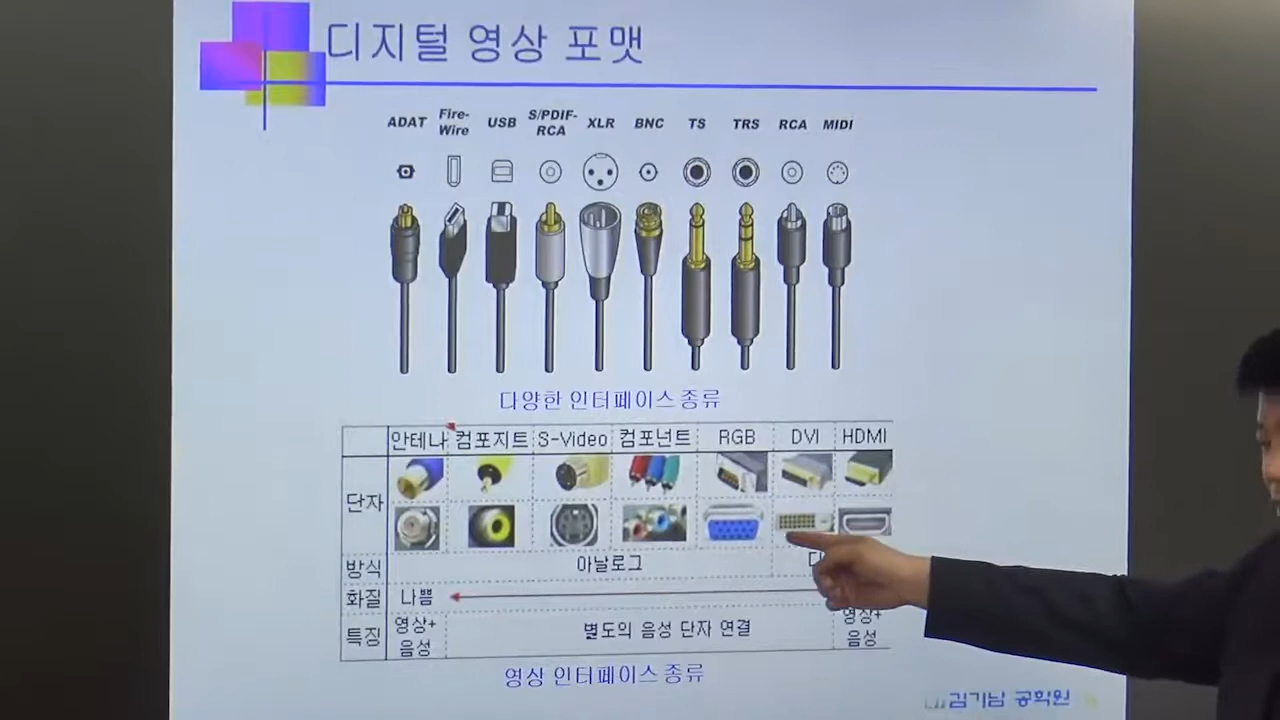 디지털 영상 포맷
ADAT Fire-Wire USB S/PDIF-RCA XLR BNC TS TRS RCA MIDI
다양한 인터페이스 종류
안테나 컴포지트 S-Video 컴포넌트 RGB DVI HDMI
단자
방식 아날로그 디
화질 나쁨
특징 영상+음성 별도의 음성 단자 연결 영상+음성
영상 인터페이스 종류
김기남 공학원